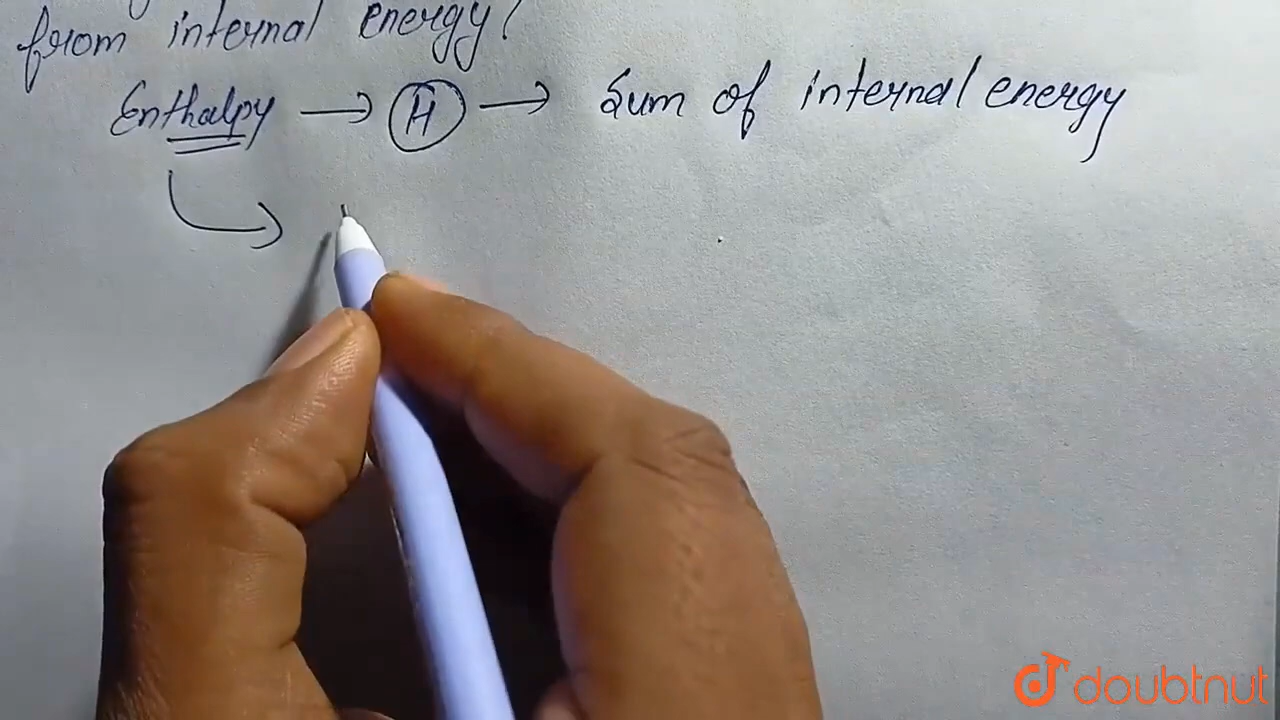 from internal energy?
Enthalpy → H → Sum of internal energy
doubtnut